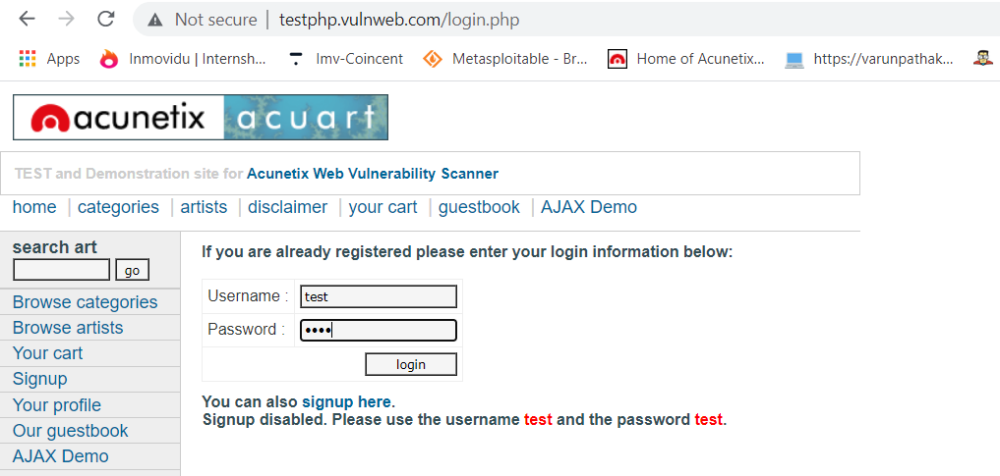 Not secure | testphp.vulnweb.com/login.php
Apps Inmovidu | Internsh... Imv-Coincent Metasploitable - Br... Home of Acunetix... https://varunpathak...
acunetix acuart
TEST and Demonstration site for Acunetix Web Vulnerability Scanner
home | categories | artists | disclaimer | your cart | guestbook | AJAX Demo
search art
go
Browse categories
Browse artists
Your cart
Signup
Your profile
Our guestbook
AJAX Demo
If you are already registered please enter your login information below:
Username : test
Password : ••••
login
You can also signup here.
Signup disabled. Please use the username test and the password test.